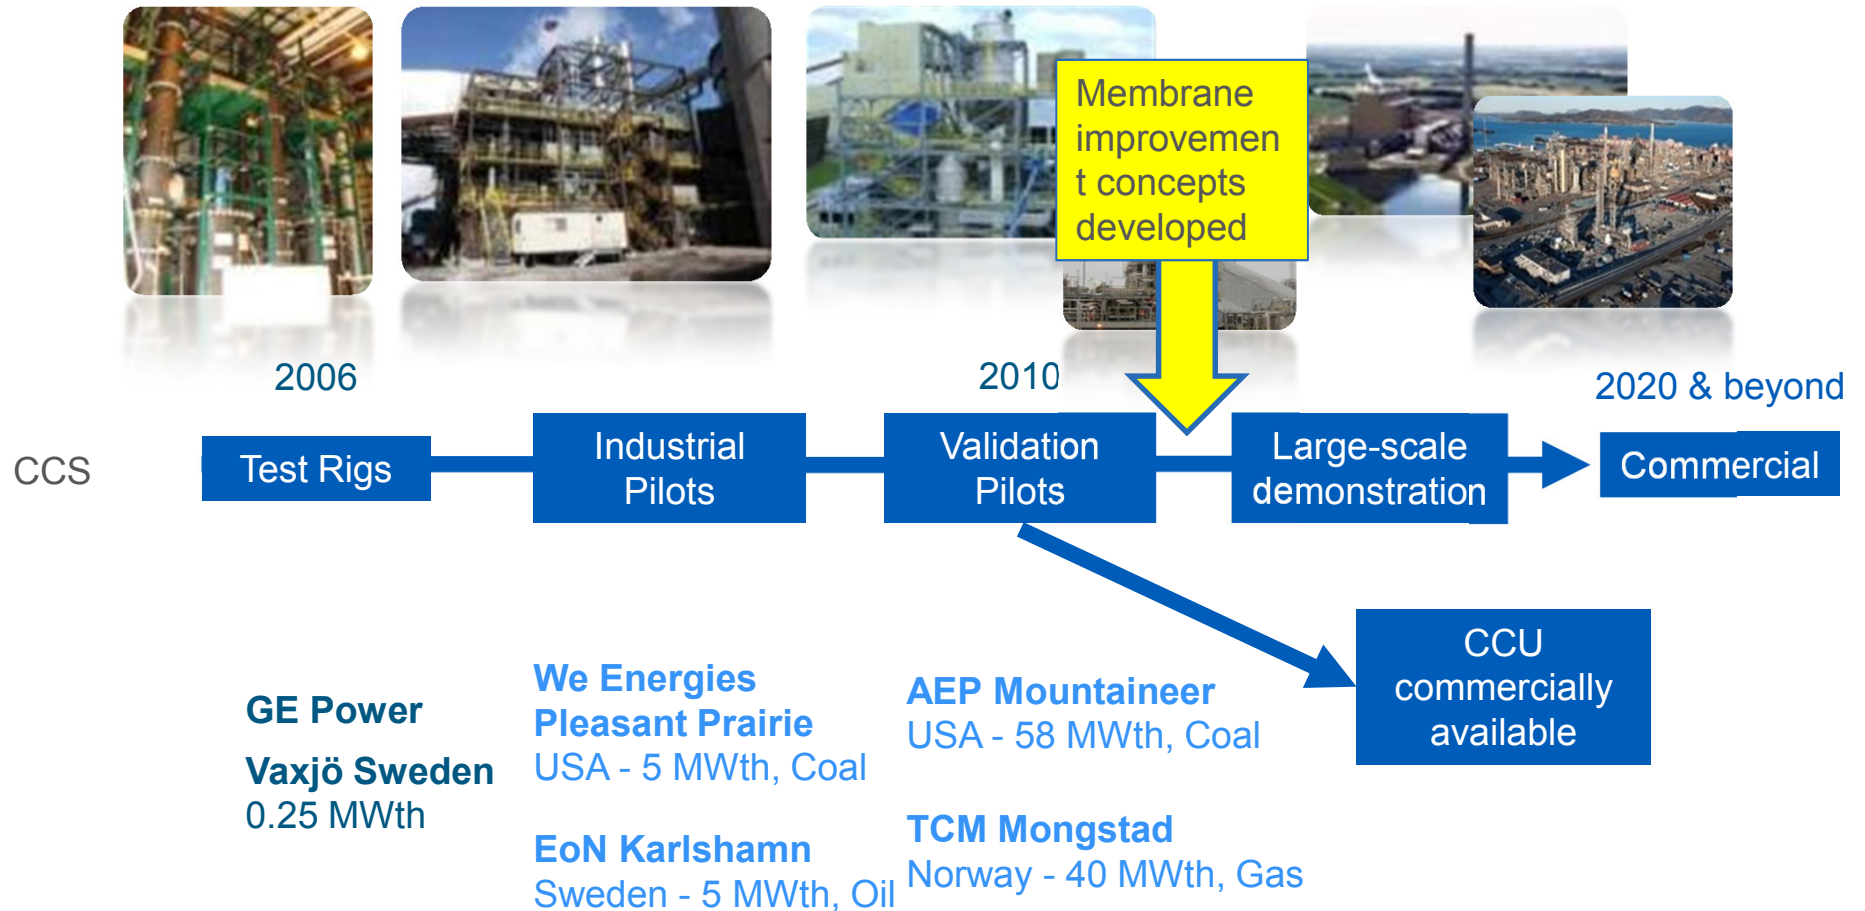 Membrane
improvemen
t concepts
developed
2006
2010
2020 & beyond
CCS
Test Rigs
Industrial
Pilots
Validation
Pilots
Large-scale
demonstration
Commercial
CCU
commercially
available
GE Power
Vaxjö Sweden
0.25 MWth
We Energies
Pleasant Prairie
USA - 5 MWth, Coal
EoN Karlshamn
Sweden - 5 MWth, Oil
AEP Mountaineer
USA - 58 MWth, Coal
TCM Mongstad
Norway - 40 MWth, Gas